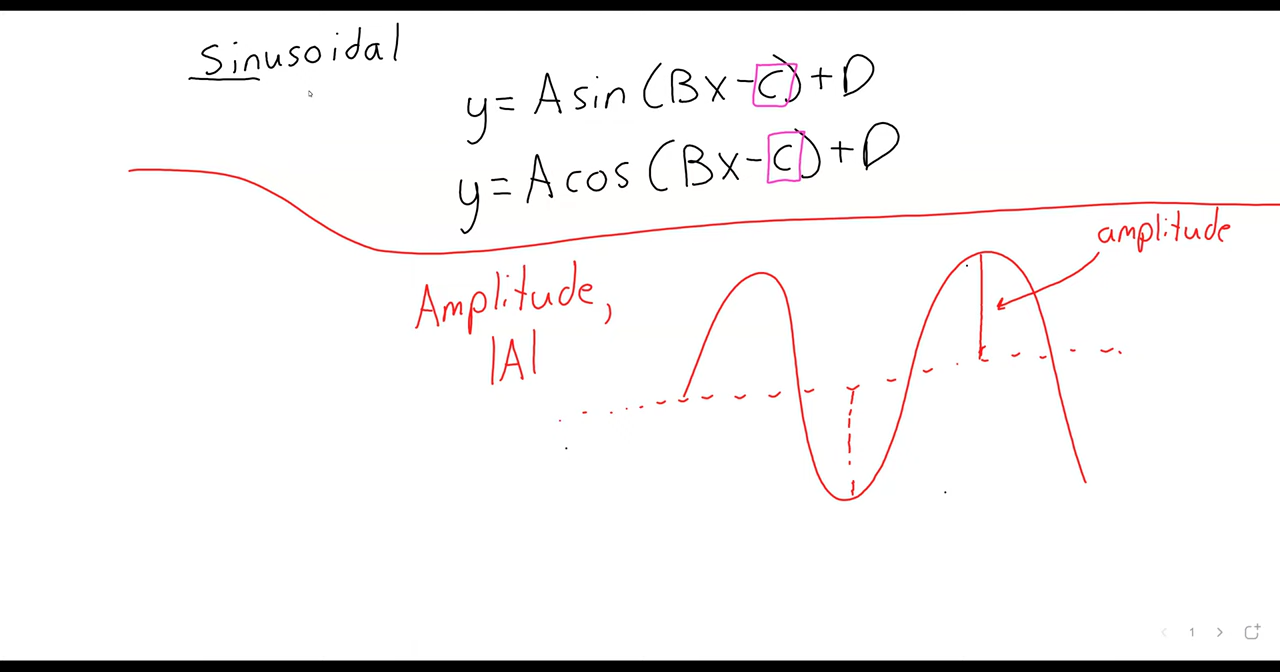 Sinusoidal
y = A sin (Bx - C) + D
y = A cos (Bx - C) + D
amplitude
Amplitude,
|A|
1